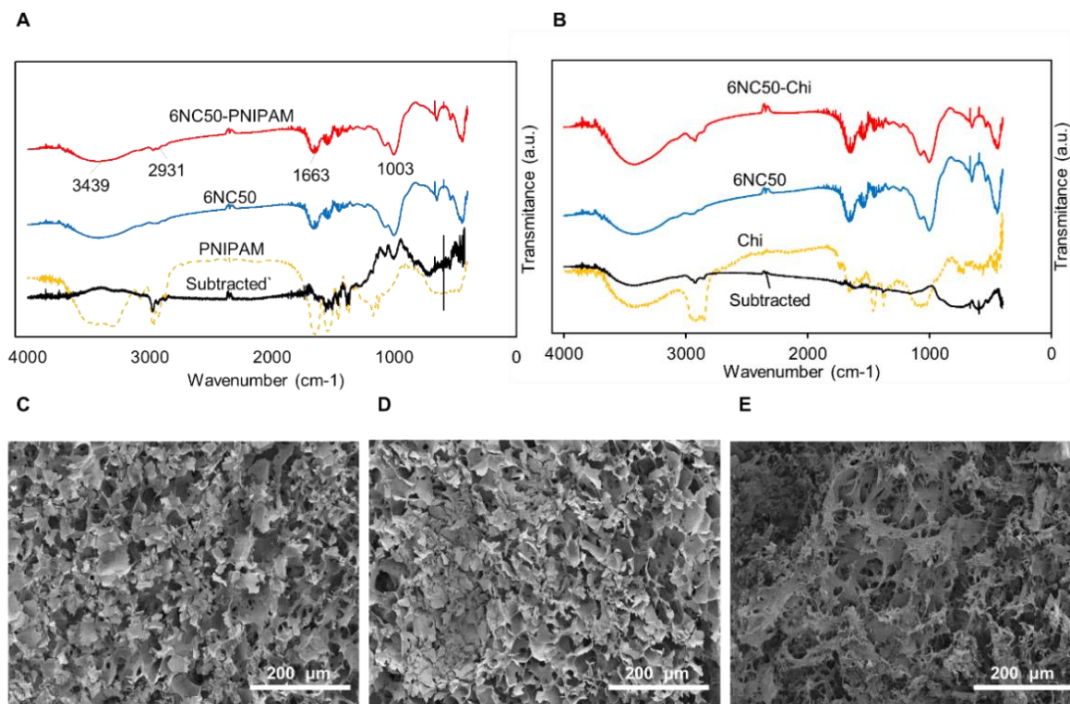 A
6NC50-PNIPAM
3439
2931
1663
1003
6NC50
PNIPAM
Subtracted`
Transmitance (a.u.)
4000
3000
2000
1000
0
Wavenumber (cm-1)
B
6NC50-Chi
6NC50
Chi
Subtracted
Transmitance (a.u.)
4000
3000
2000
1000
0
Wavenumber (cm-1)
C
D
E
200 µm
200 µm
200 µm